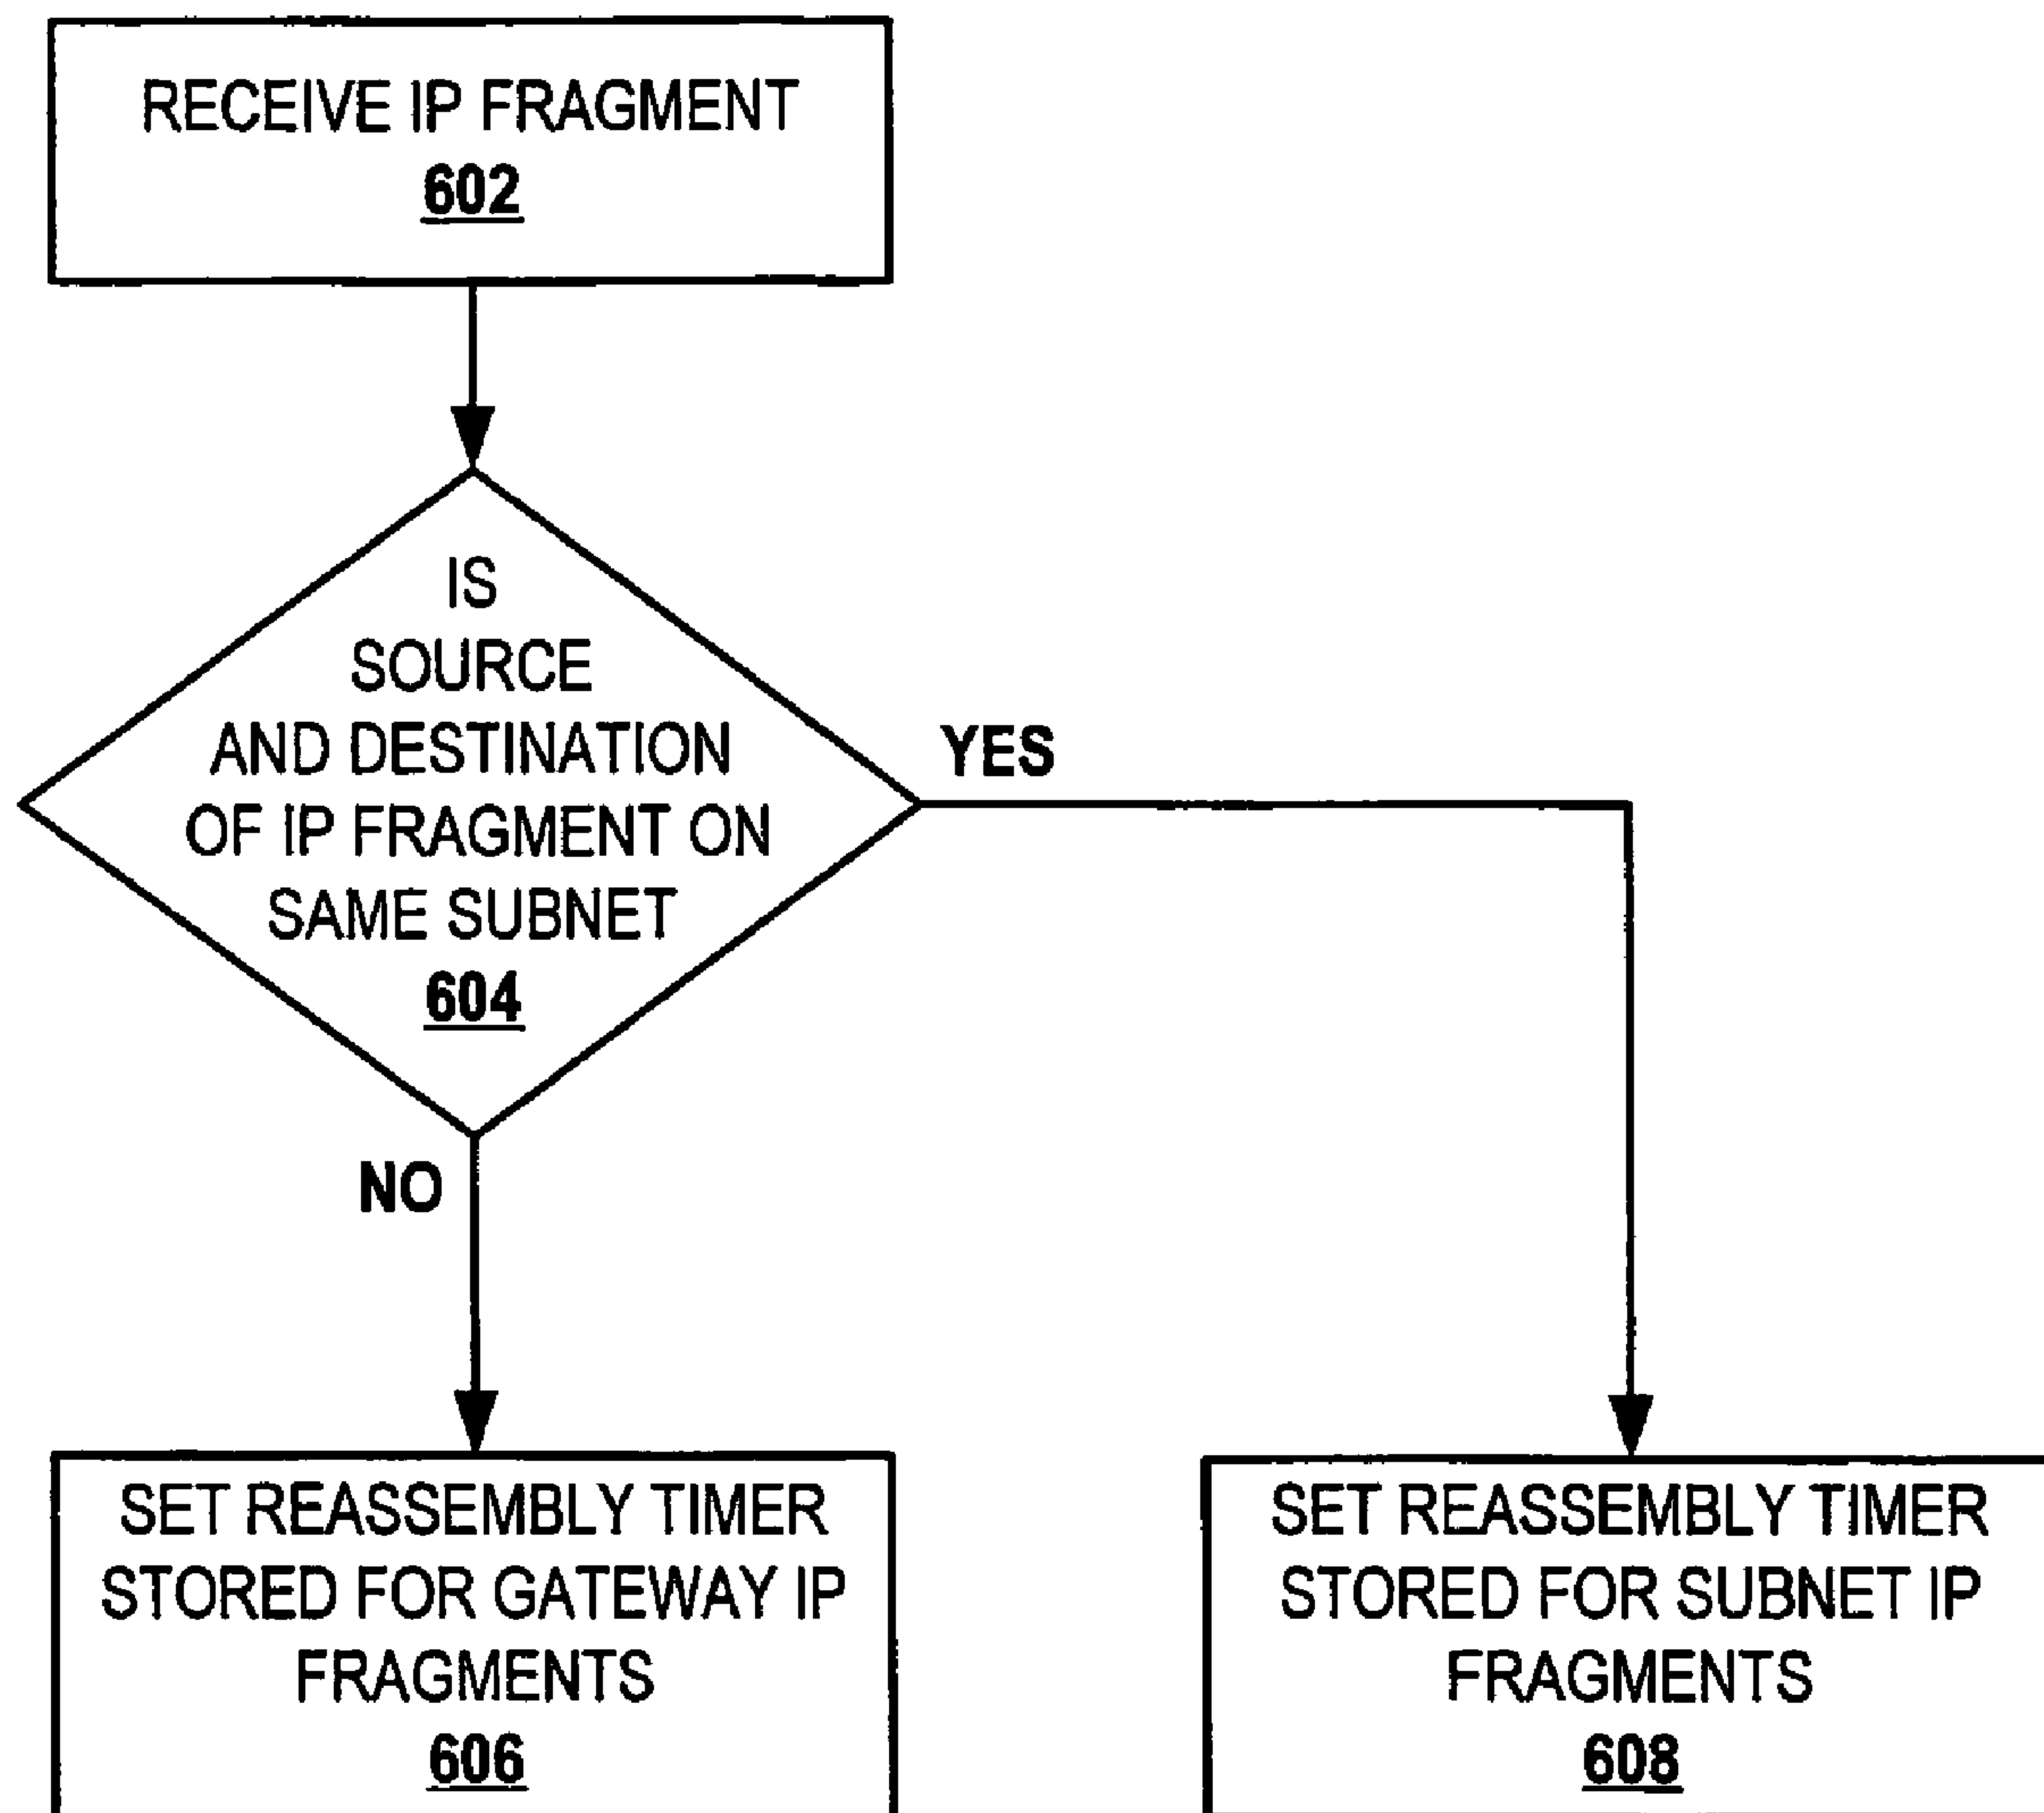 RECEIVE IP FRAGMENT
602
IS
SOURCE
AND DESTINATION
OF IP FRAGMENT ON
SAME SUBNET
604
YES
NO
SET REASSEMBLY TIMER
STORED FOR GATEWAY IP
FRAGMENTS
606
SET REASSEMBLY TIMER
STORED FOR SUBNET IP
FRAGMENTS
608